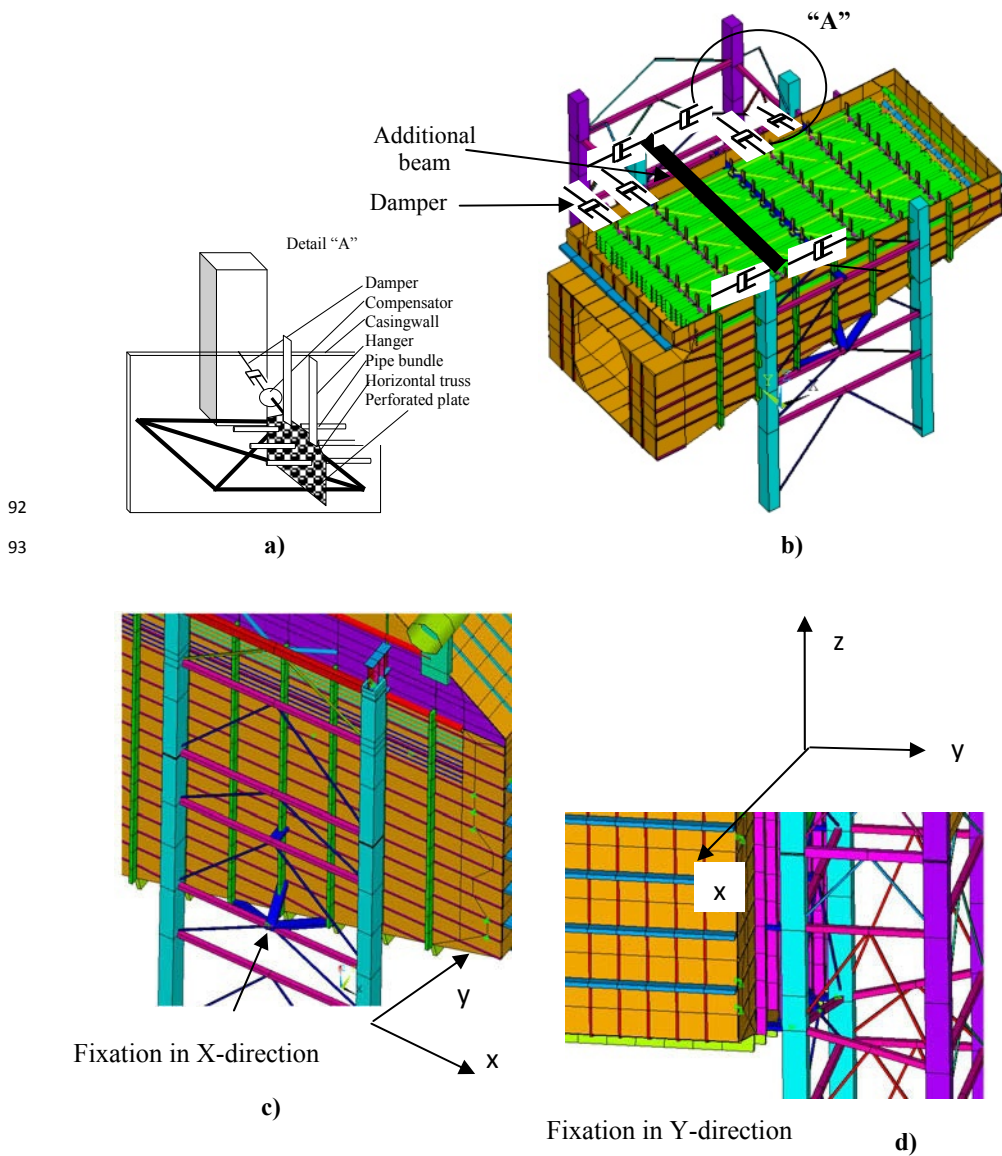 “A”
Additional
beam
Damper
Detail “A”
Damper
Compensator
Casingwall
Hanger
Pipe bundle
Horizontal truss
Perforated plate
92
93
a)
b)
z
y
x
y
x
Fixation in X-direction
c)
Fixation in Y-direction
d)